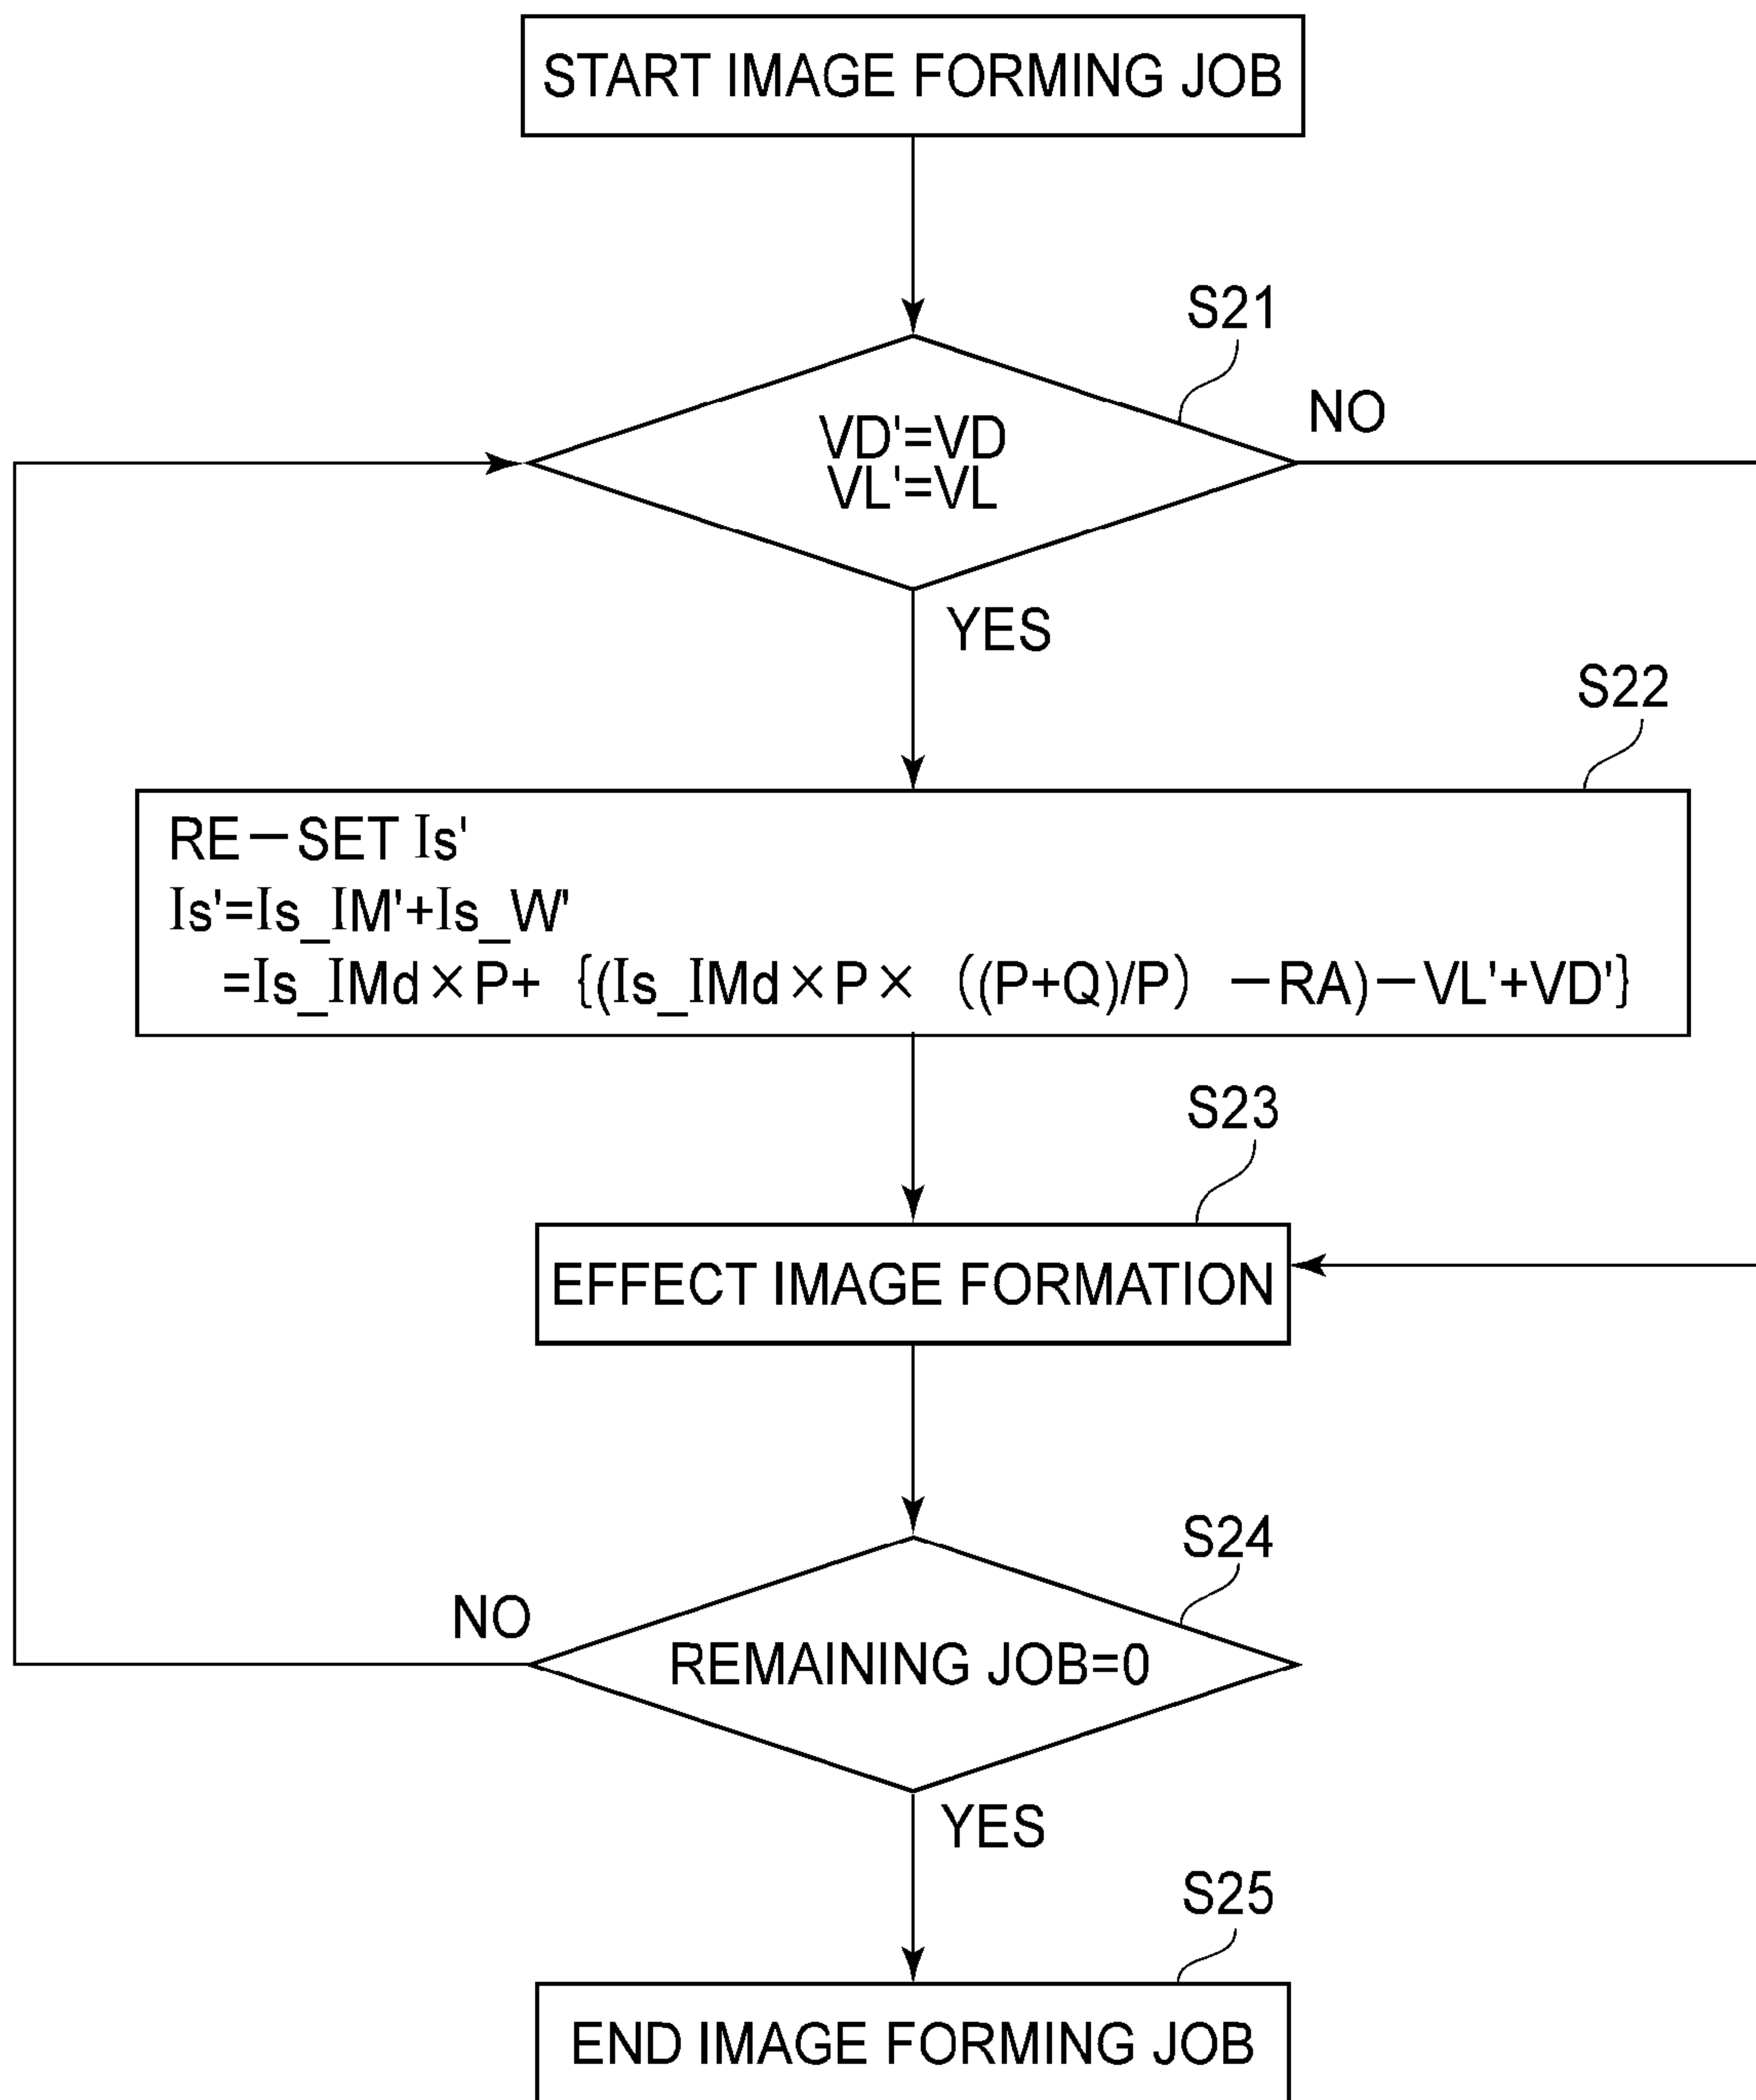 START IMAGE FORMING JOB
S21
VD'=VD
VL'=VL
NO
YES
S22
RE－SET Is'
Is'=Is_IM'+Is_W'
=Is_IMd×P+ {(Is_IMd×P× ((P+Q)/P) －RA)－VL'+VD'}
S23
EFFECT IMAGE FORMATION
S24
NO
REMAINING JOB=0
YES
S25
END IMAGE FORMING JOB